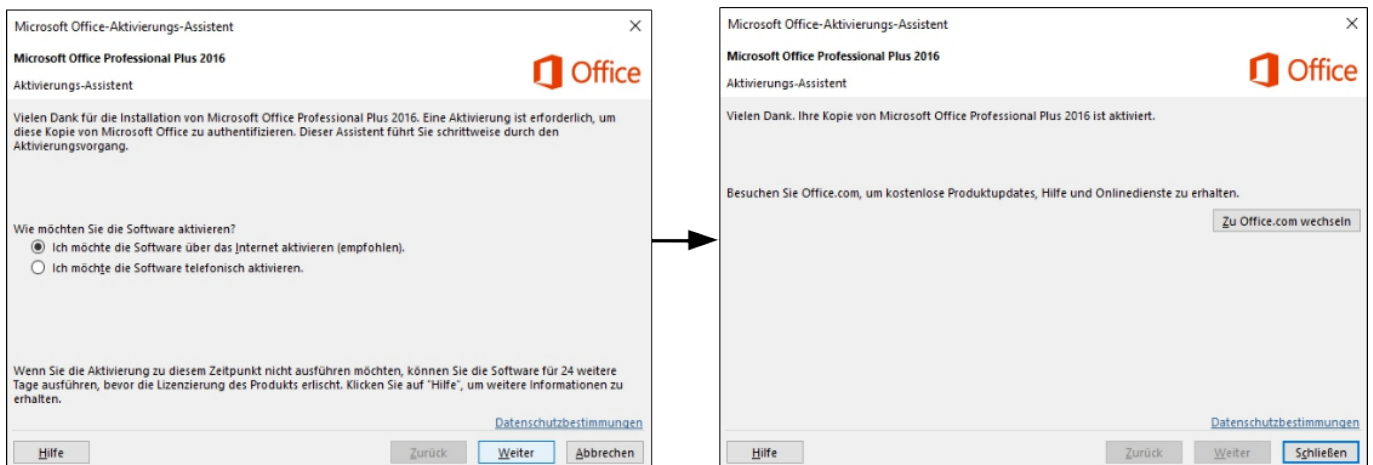 Microsoft Office-Aktivierungs-Assistent
Microsoft Office Professional Plus 2016
Office
Aktivierungs-Assistent
Vielen Dank für die Installation von Microsoft Office Professional Plus 2016. Eine Aktivierung ist erforderlich, um
diese Kopie von Microsoft Office zu authentifizieren. Dieser Assistent führt Sie schrittweise durch den
Aktivierungsvorgang.
Wie möchten Sie die Software aktivieren?
Ich möchte die Software über das Internet aktivieren (empfohlen).
Ich möchte die Software telefonisch aktivieren.
Wenn Sie die Aktivierung zu diesem Zeitpunkt nicht ausführen möchten, können Sie die Software für 24 weitere
Tage ausführen, bevor die Lizenzierung des Produkts erlischt. Klicken Sie auf "Hilfe", um weitere Informationen zu
erhalten.
Datenschutzbestimmungen
Hilfe Zurück Weiter Abbrechen
Microsoft Office-Aktivierungs-Assistent
Microsoft Office Professional Plus 2016
Office
Aktivierungs-Assistent
Vielen Dank. Ihre Kopie von Microsoft Office Professional Plus 2016 ist aktiviert.
Besuchen Sie Office.com, um kostenlose Produktupdates, Hilfe und Onlinedienste zu erhalten.
Zu Office.com wechseln
Datenschutzbestimmungen
Hilfe Zurück Weiter Schließen